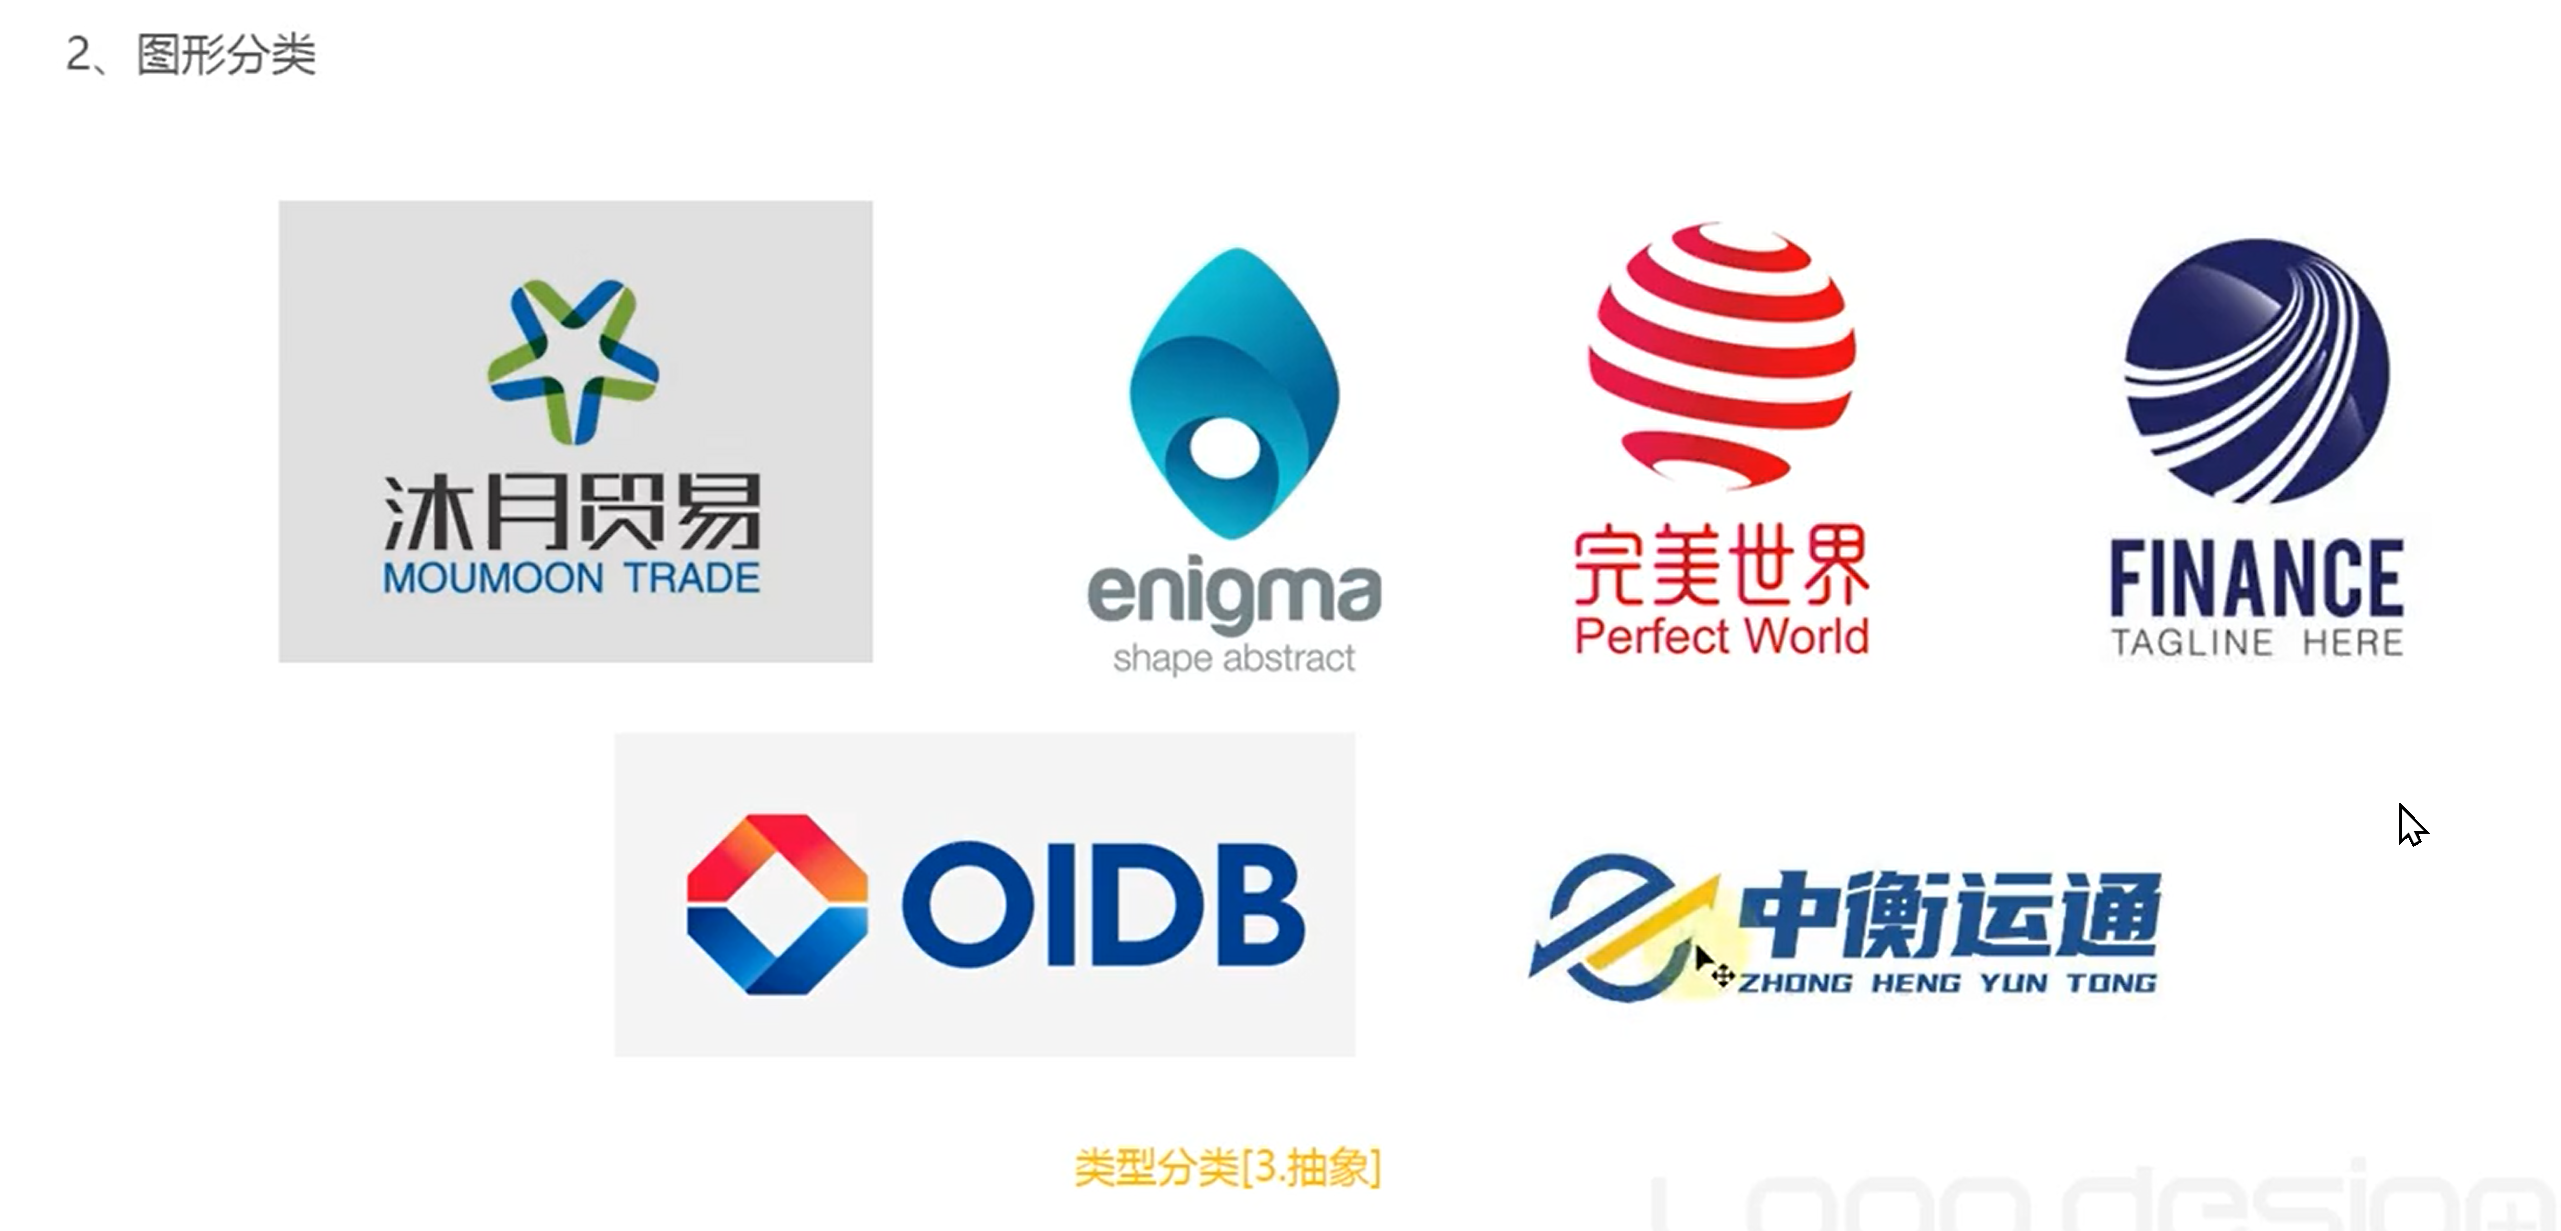 2、图形分类
沐月贸易
MOUMOON TRADE
enigma
shape abstract
完美世界
Perfect World
FINANCE
TAGLINE HERE
OIDB
中衡运通
ZHONG HENG YUN TONG
类型分类[3.抽象]
Logo design